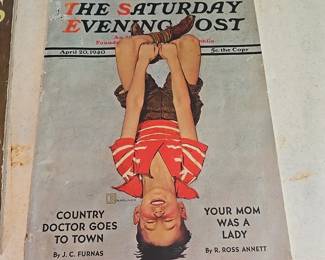 THE SATURDAY
EVENING POST
April 20, 1940
5c. the Copy
COUNTRY
DOCTOR GOES
TO TOWN
By J. C. FURNAS
YOUR MOM
WAS A
LADY
By R. ROSS ANNETT